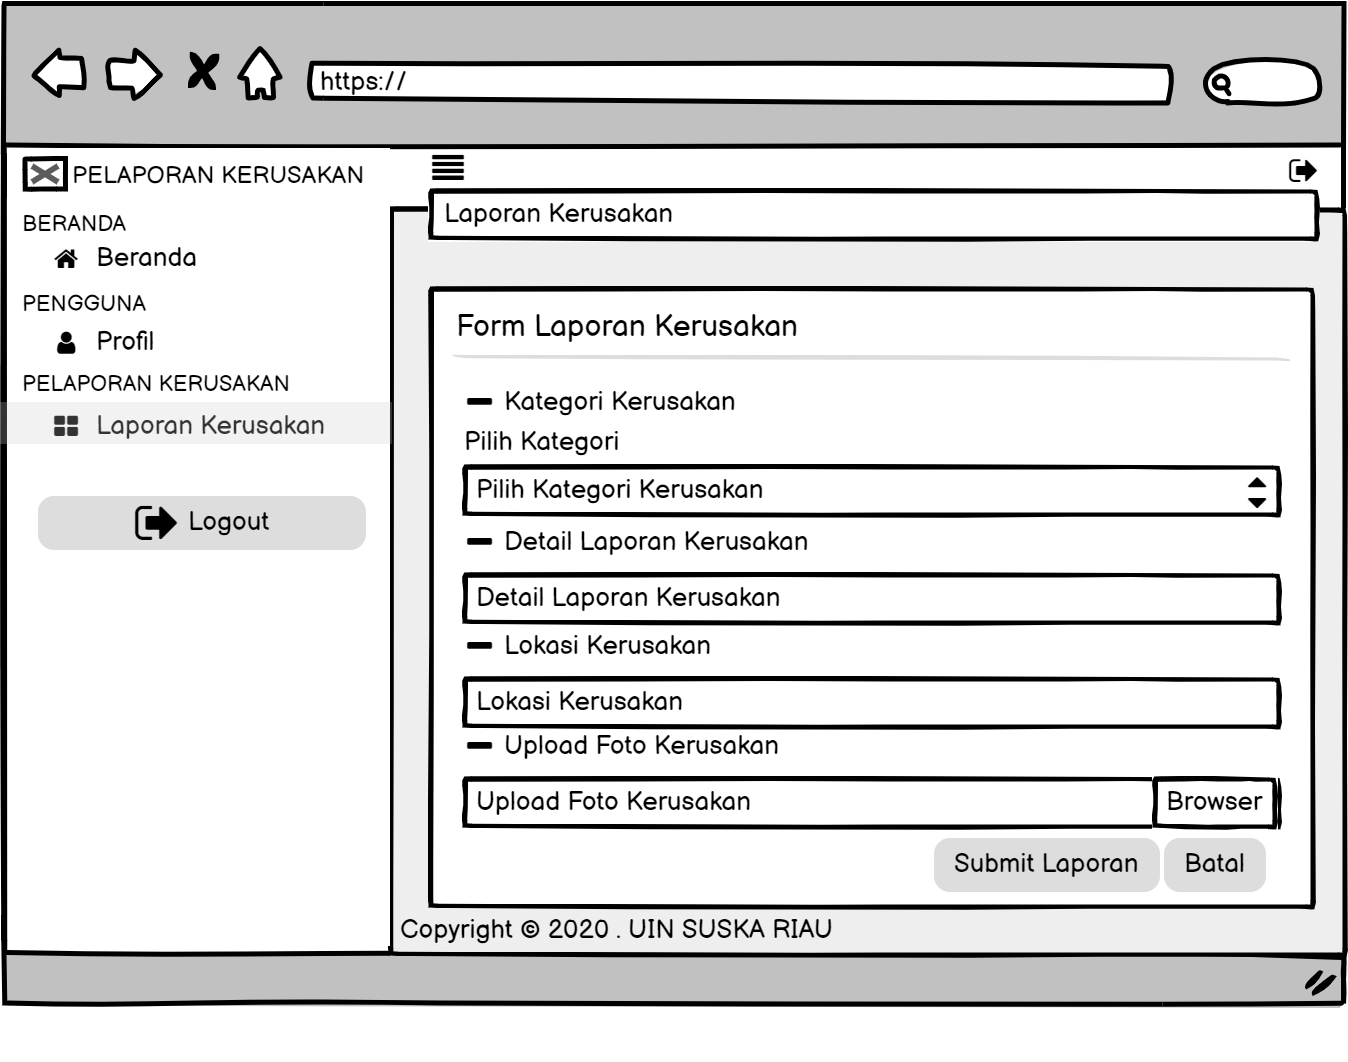 https://
PELAPORAN KERUSAKAN
BERANDA
Beranda
PENGGUNA
Profil
PELAPORAN KERUSAKAN
Laporan Kerusakan
Logout
Laporan Kerusakan
Form Laporan Kerusakan
Kategori Kerusakan
Pilih Kategori
Pilih Kategori Kerusakan
Detail Laporan Kerusakan
Detail Laporan Kerusakan
Lokasi Kerusakan
Lokasi Kerusakan
Upload Foto Kerusakan
Upload Foto Kerusakan Browser
Submit Laporan Batal
Copyright © 2020 . UIN SUSKA RIAU